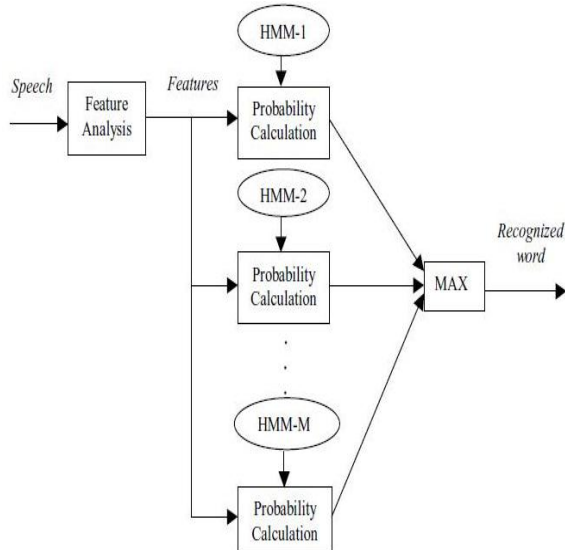 HMM-1
Speech
Features
Feature
Analysis
Probability
Calculation
HMM-2
Recognized
word
Probability
Calculation
MAX
HMM-M
Probability
Calculation